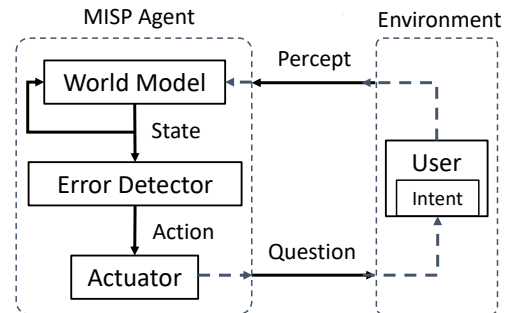 MISP Agent
Environment
World Model
Percept
State
User
Intent
Error Detector
Action
Question
Actuator